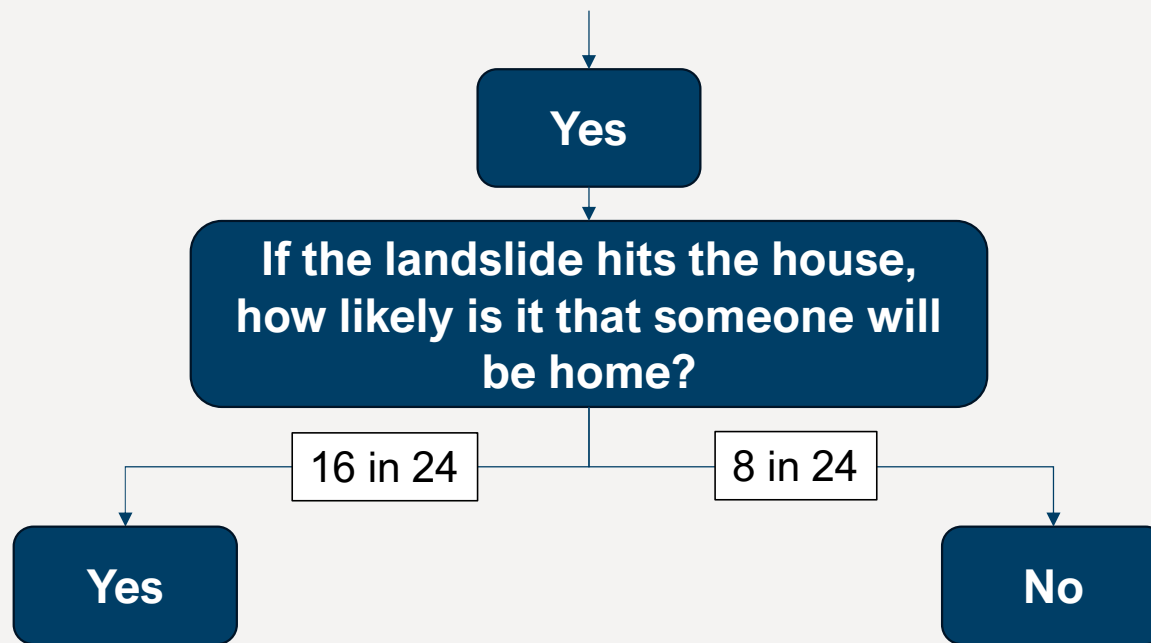 Yes
If the landslide hits the house,
how likely is it that someone will
be home?
16 in 24
8 in 24
Yes
No